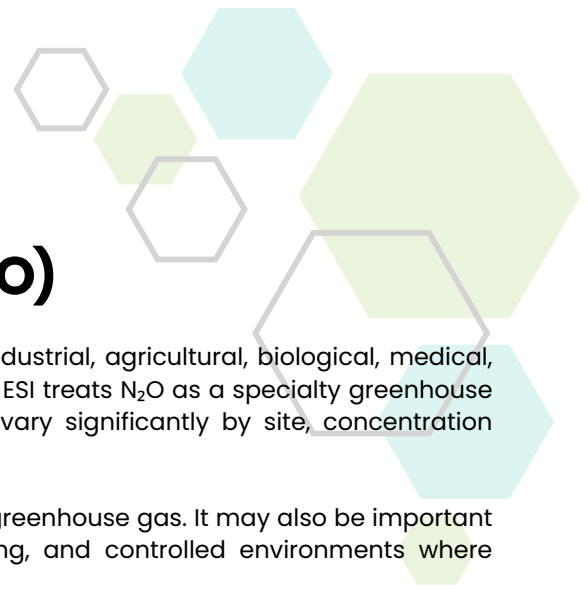 o)
dustrial, agricultural, biological, medical,
ESI treats N₂O as a specialty greenhouse
vary significantly by site, concentration
greenhouse gas. It may also be important
ng, and controlled environments where